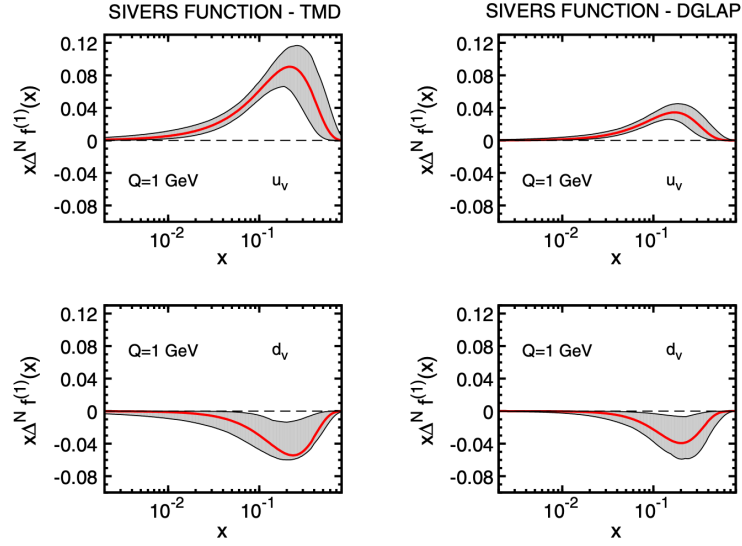 SIVERS FUNCTION - TMD
0.12
0.08
0.04
0
-0.04
-0.08
x∆ᴺ f⁽¹⁾(x)
Q=1 GeV
u_v
10⁻²
10⁻¹
x
SIVERS FUNCTION - DGLAP
0.12
0.08
0.04
0
-0.04
-0.08
x∆ᴺ f⁽¹⁾(x)
Q=1 GeV
u_v
10⁻²
10⁻¹
x
0.12
0.08
0.04
0
-0.04
-0.08
x∆ᴺ f⁽¹⁾(x)
Q=1 GeV
d_v
10⁻²
10⁻¹
x
0.12
0.08
0.04
0
-0.04
-0.08
x∆ᴺ f⁽¹⁾(x)
Q=1 GeV
d_v
10⁻²
10⁻¹
x